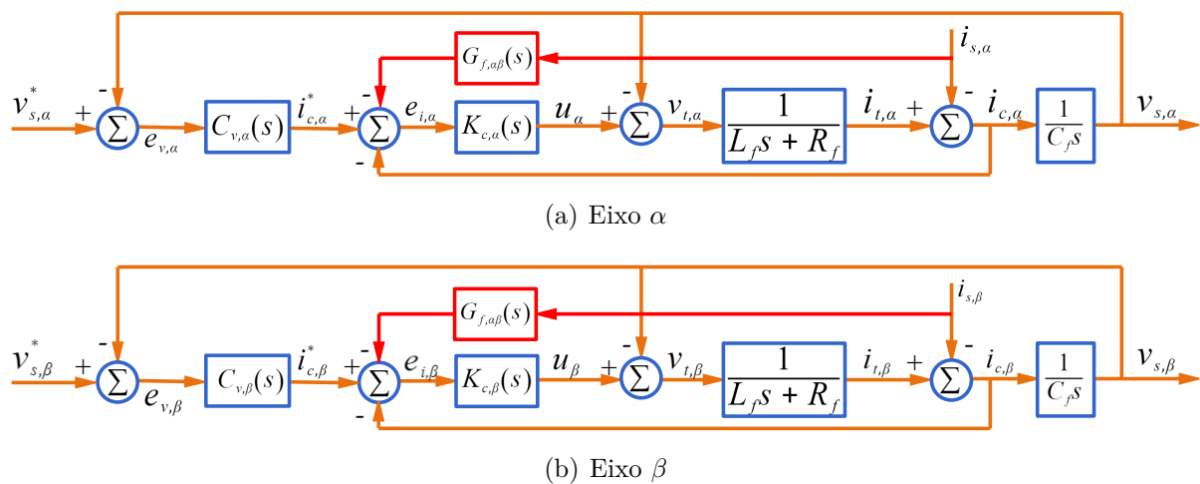 G_{f,αβ}(s)
i_{s,α}
v*_{s,α} + - Σ e_{v,α} C_{v,α}(s) i*_{c,α} + - - Σ e_{i,α} K_{c,α}(s) u_α + - Σ v_{t,α} 1/(L_f s + R_f) i_{t,α} + - Σ i_{c,α} 1/(C_f s) v_{s,α}
(a) Eixo α
G_{f,αβ}(s)
i_{s,β}
v*_{s,β} + - Σ e_{v,β} C_{v,β}(s) i*_{c,β} + - - Σ e_{i,β} K_{c,β}(s) u_β + - Σ v_{t,β} 1/(L_f s + R_f) i_{t,β} + - Σ i_{c,β} 1/(C_f s) v_{s,β}
(b) Eixo β